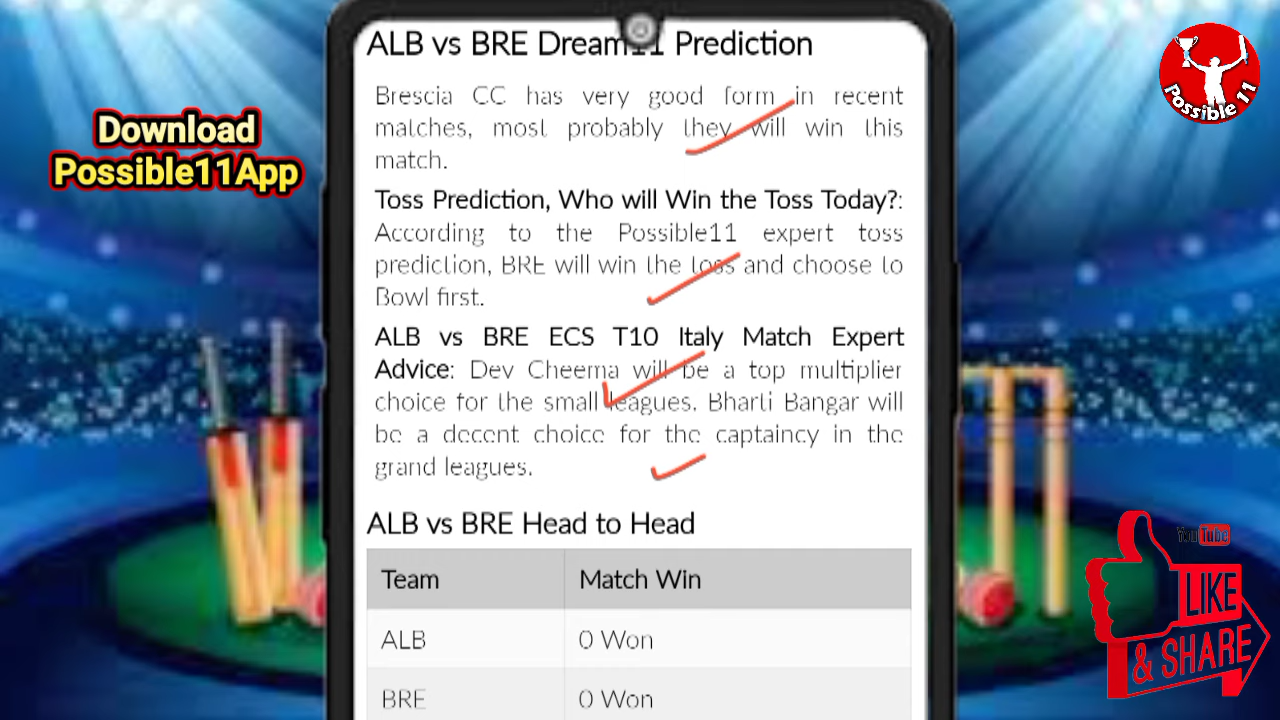 ALB vs BRE Dream11 Prediction
Brescia CC has very good form in recent
matches, most probably they will win this
match.
Toss Prediction, Who will Win the Toss Today?:
According to the Possible11 expert toss
prediction, BRE will win the toss and choose to
Bowl first.
ALB vs BRE ECS T10 Italy Match Expert
Advice: Dev Cheema will be a top multiplier
choice for the small leagues. Bharti Bangar will
be a decent choice for the captaincy in the
grand leagues.
ALB vs BRE Head to Head
Team Match Win
ALB 0 Won
BRE 0 Won
Download
Possible11App
Possible 11
YouTube
LIKE
& SHARE